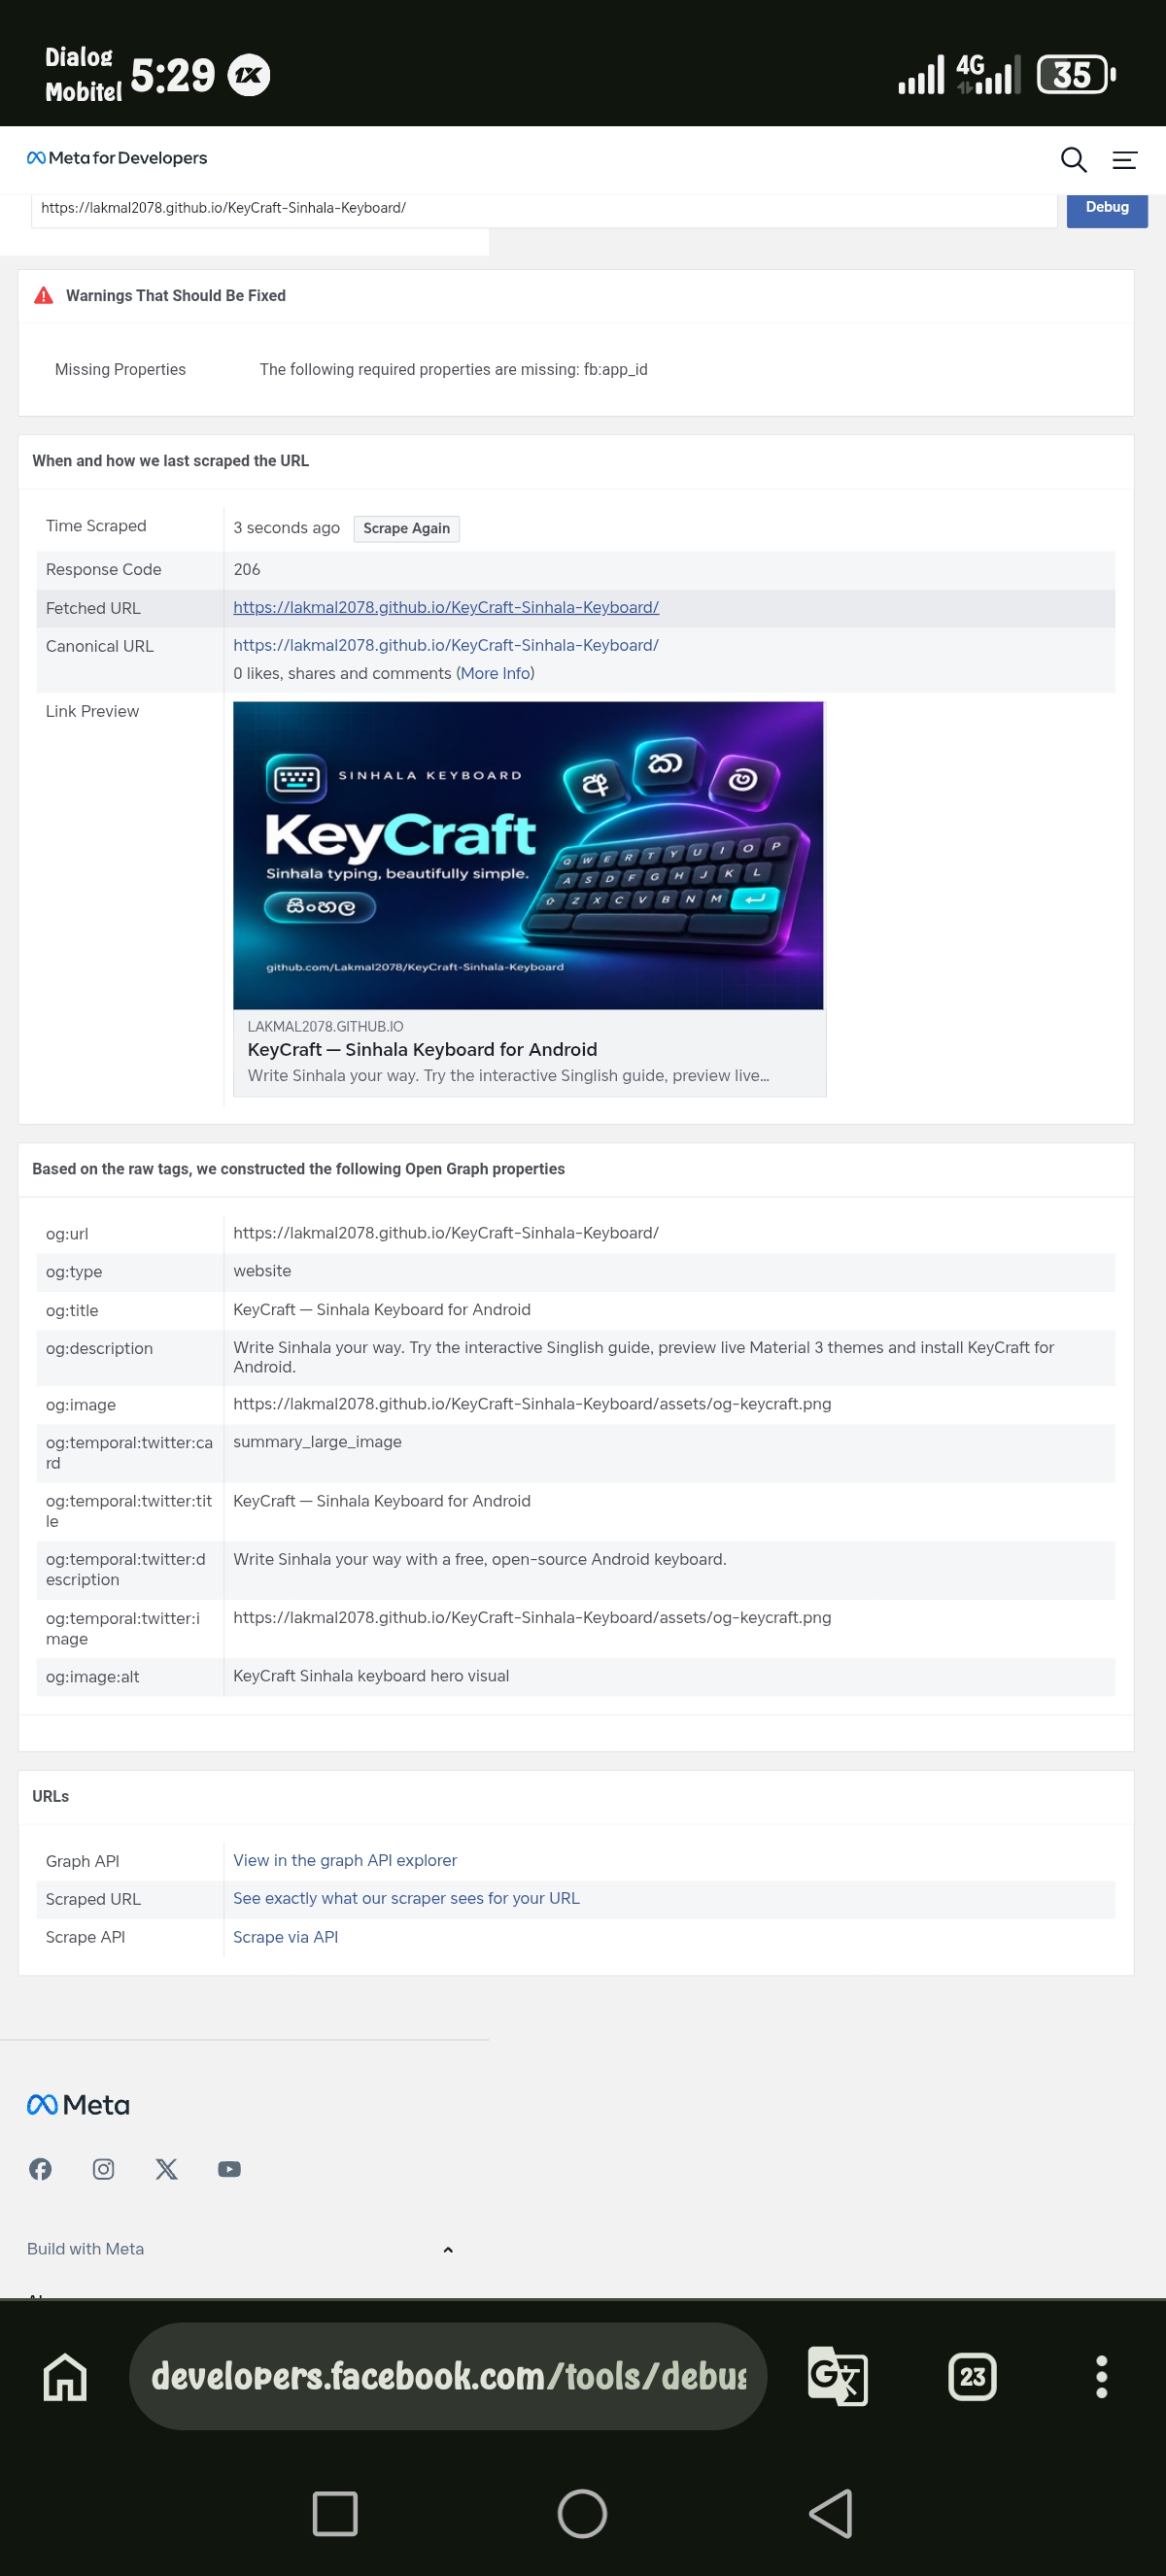 Dialog
Mobitel
5:29
1X
4G
35
Meta for Developers
https://lakmal2078.github.io/KeyCraft-Sinhala-Keyboard/
Debug
Warnings That Should Be Fixed
Missing Properties
The following required properties are missing: fb:app_id
When and how we last scraped the URL
Time Scraped
3 seconds ago
Scrape Again
Response Code
206
Fetched URL
https://lakmal2078.github.io/KeyCraft-Sinhala-Keyboard/
Canonical URL
https://lakmal2078.github.io/KeyCraft-Sinhala-Keyboard/
0 likes, shares and comments (More Info)
Link Preview
SINHALA KEYBOARD
අ
ක
ම
KeyCraft
Sinhala typing, beautifully simple.
සිංහල
Q W E R T Y U I O P
A S D F G H J K L
Z X C V B N M
github.com/Lakmal2078/KeyCraft-Sinhala-Keyboard
LAKMAL2078.GITHUB.IO
KeyCraft — Sinhala Keyboard for Android
Write Sinhala your way. Try the interactive Singlish guide, preview live...
Based on the raw tags, we constructed the following Open Graph properties
og:url
https://lakmal2078.github.io/KeyCraft-Sinhala-Keyboard/
og:type
website
og:title
KeyCraft — Sinhala Keyboard for Android
og:description
Write Sinhala your way. Try the interactive Singlish guide, preview live Material 3 themes and install KeyCraft for
Android.
og:image
https://lakmal2078.github.io/KeyCraft-Sinhala-Keyboard/assets/og-keycraft.png
og:temporal:twitter:ca
rd
summary_large_image
og:temporal:twitter:tit
le
KeyCraft — Sinhala Keyboard for Android
og:temporal:twitter:d
escription
Write Sinhala your way with a free, open-source Android keyboard.
og:temporal:twitter:i
mage
https://lakmal2078.github.io/KeyCraft-Sinhala-Keyboard/assets/og-keycraft.png
og:image:alt
KeyCraft Sinhala keyboard hero visual
URLs
Graph API
View in the graph API explorer
Scraped URL
See exactly what our scraper sees for your URL
Scrape API
Scrape via API
Meta
Build with Meta
developers.facebook.com/tools/debug
23